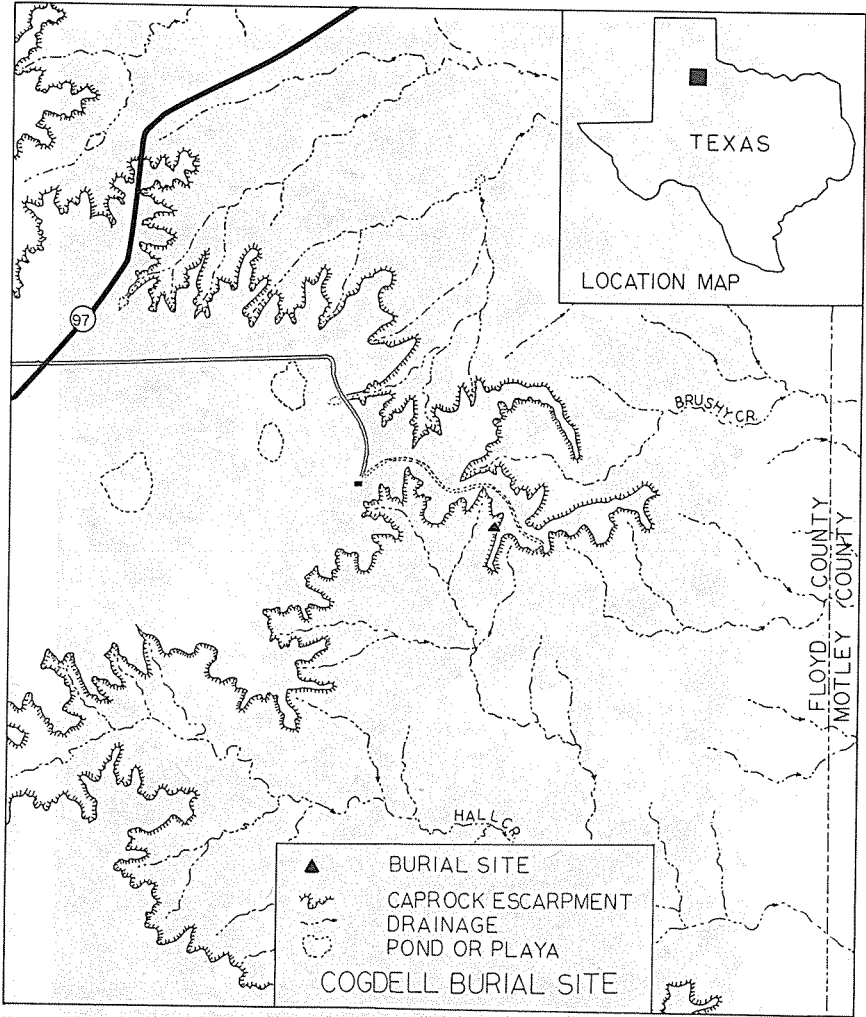 TEXAS
LOCATION MAP
97
BRUSHY CR.
FLOYD COUNTY
MOTLEY COUNTY
HALL CR.
BURIAL SITE
CAPROCK ESCARPMENT
DRAINAGE
POND OR PLAYA
COGDELL BURIAL SITE